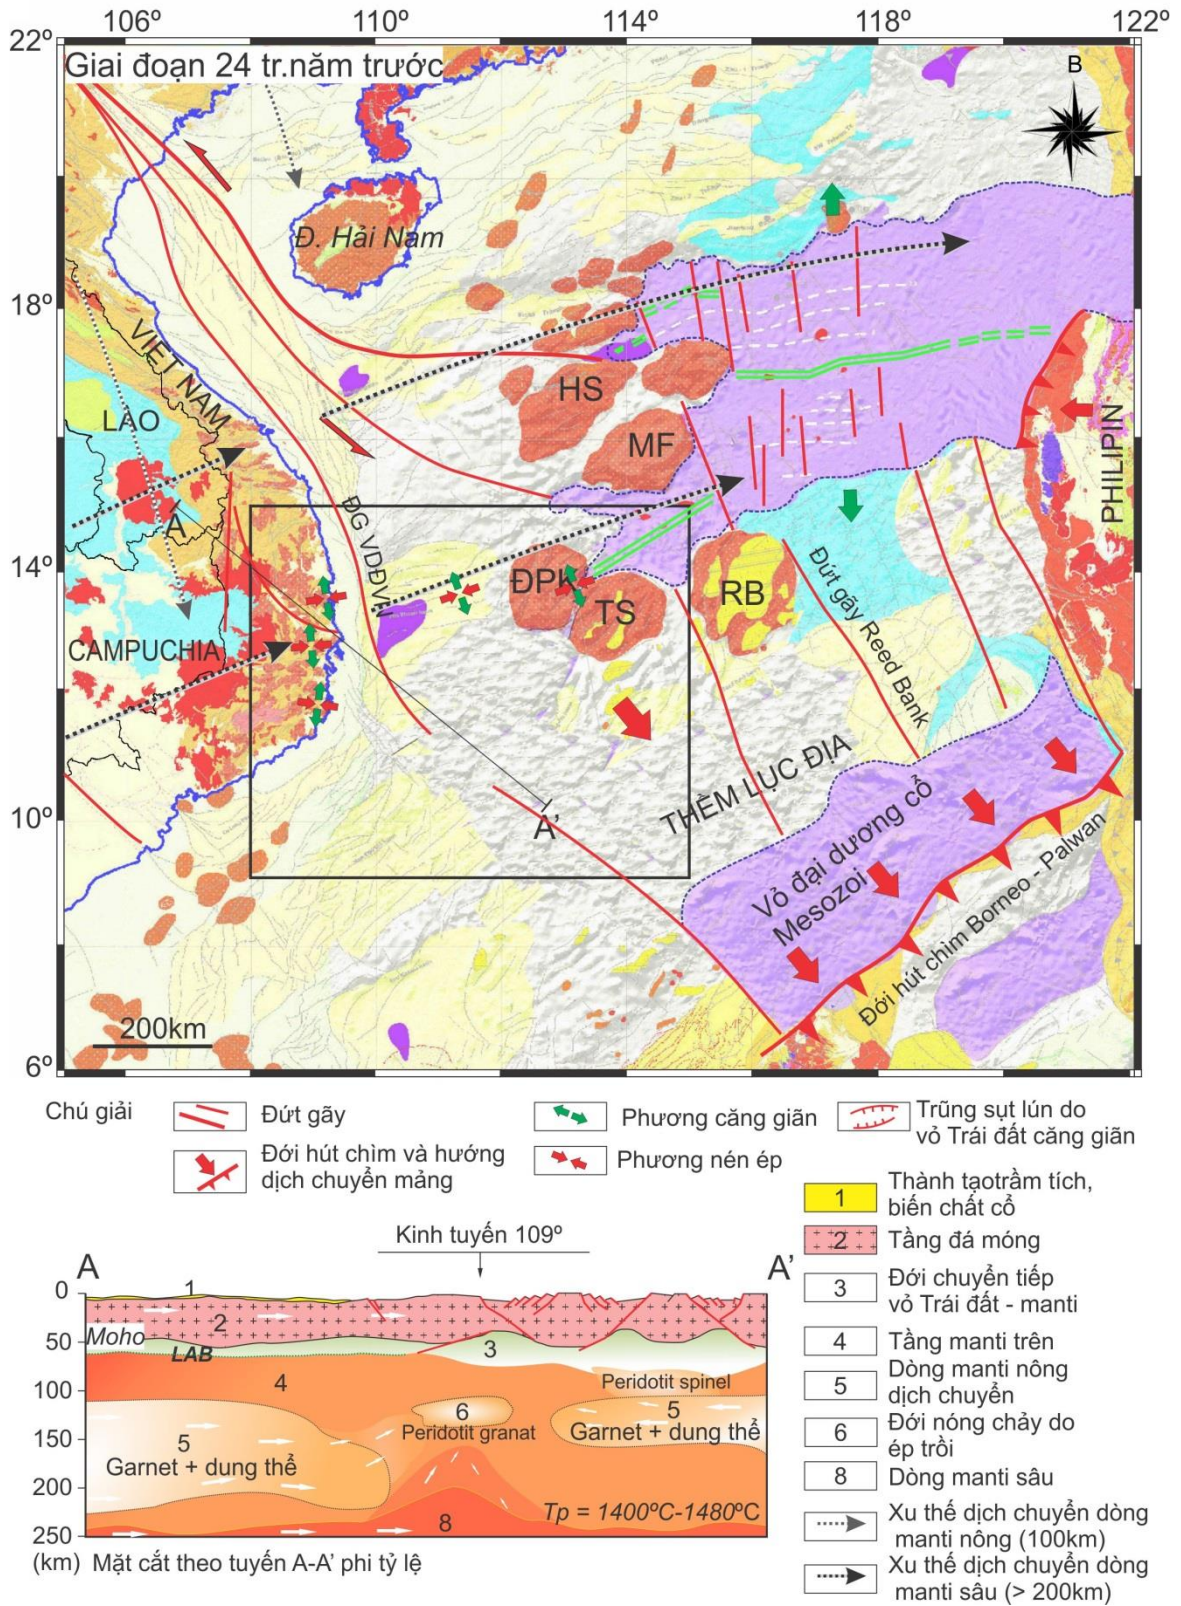 106º 110º 114º 118º 122º
22º
Giai đoạn 24 tr.năm trước
B
Đ. Hải Nam
18º
VIỆT NAM
LAO
HS
MF
PHILIPIN
A
ĐG VDĐVN
14º
ĐPK
TS
RB
Đứt gãy Reed Bank
CAMPUCHIA
THỀM LỤC ĐỊA
10º
A'
Vỏ đại dương cổ
Mesozoi
Đới hút chìm Borneo - Palwan
200km
6º
Chú giải
Đứt gãy
Phương căng giãn
Trũng sụt lún do
vỏ Trái đất căng giãn
Đới hút chìm và hướng
dịch chuyển mảng
Phương nén ép
1 Thành tạotrầm tích,
biến chất cổ
2 Tầng đá móng
3 Đới chuyển tiếp
vỏ Trái đất - manti
4 Tầng manti trên
5 Dòng manti nông
dịch chuyển
6 Đới nóng chảy do
ép trồi
8 Dòng manti sâu
Xu thế dịch chuyển dòng
manti nông (100km)
Xu thế dịch chuyển dòng
manti sâu (> 200km)
Kinh tuyến 109º
A A'
0
1
2
Moho
50
LAB
3
100
4
Peridotit spinel
6
5
Peridotit granat
Garnet + dung thể
150
5
Garnet + dung thể
200
Tp = 1400ºC-1480ºC
8
250
(km) Mặt cắt theo tuyến A-A' phi tỷ lệ